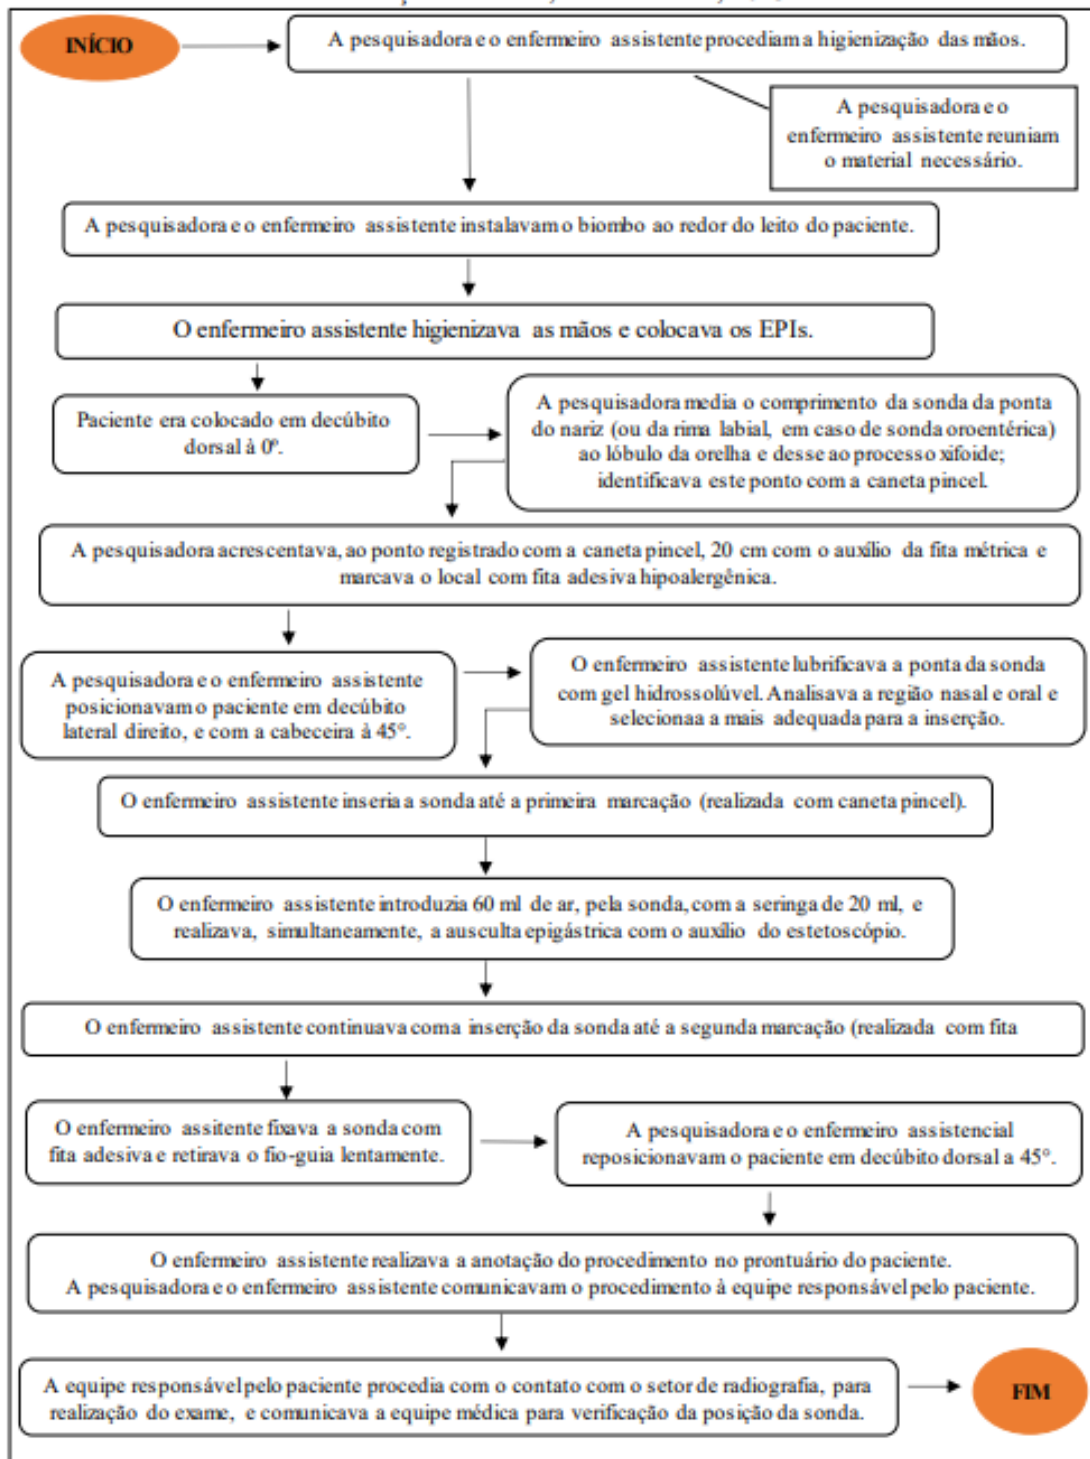 INÍCIO
A pesquisadora e o enfermeiro assistente procediam a higienização das mãos.
A pesquisadora e o
enfermeiro assistente reuniam
o material necessário.
A pesquisadora e o enfermeiro assistente instalavam o biombo ao redor do leito do paciente.
O enfermeiro assistente higienizava as mãos e colocava os EPIs.
Paciente era colocado em decúbito
dorsal à 0º.
A pesquisadora media o comprimento da sonda da ponta
do nariz (ou da rima labial, em caso de sonda oroentérica)
ao lóbulo da orelha e desse ao processo xifoide;
identificava este ponto com a caneta pincel.
A pesquisadora acrescentava, ao ponto registrado com a caneta pincel, 20 cm com o auxílio da fita métrica e
marcava o local com fita adesiva hipoalergênica.
A pesquisadora e o enfermeiro assistente
posicionavam o paciente em decúbito
lateral direito, e com a cabeceira à 45°.
O enfermeiro assistente lubrificava a ponta da sonda
com gel hidrossolúvel. Analisava a região nasal e oral e
selecionaa a mais adequada para a inserção.
O enfermeiro assistente inseria a sonda até a primeira marcação (realizada com caneta pincel).
O enfermeiro assistente introduzia 60 ml de ar, pela sonda, com a seringa de 20 ml, e
realizava, simultaneamente, a ausculta epigástrica com o auxílio do estetoscópio.
O enfermeiro assistente continuava com a inserção da sonda até a segunda marcação (realizada com fita
O enfermeiro assitente fixava a sonda com
fita adesiva e retirava o fio-guia lentamente.
A pesquisadora e o enfermeiro assistencial
reposicionavam o paciente em decúbito dorsal a 45°.
O enfermeiro assistente realizava a anotação do procedimento no prontuário do paciente.
A pesquisadora e o enfermeiro assistente comunicavam o procedimento à equipe responsável pelo paciente.
A equipe responsável pelo paciente procedia com o contato com o setor de radiografia, para
realização do exame, e comunicava a equipe médica para verificação da posição da sonda.
FIM